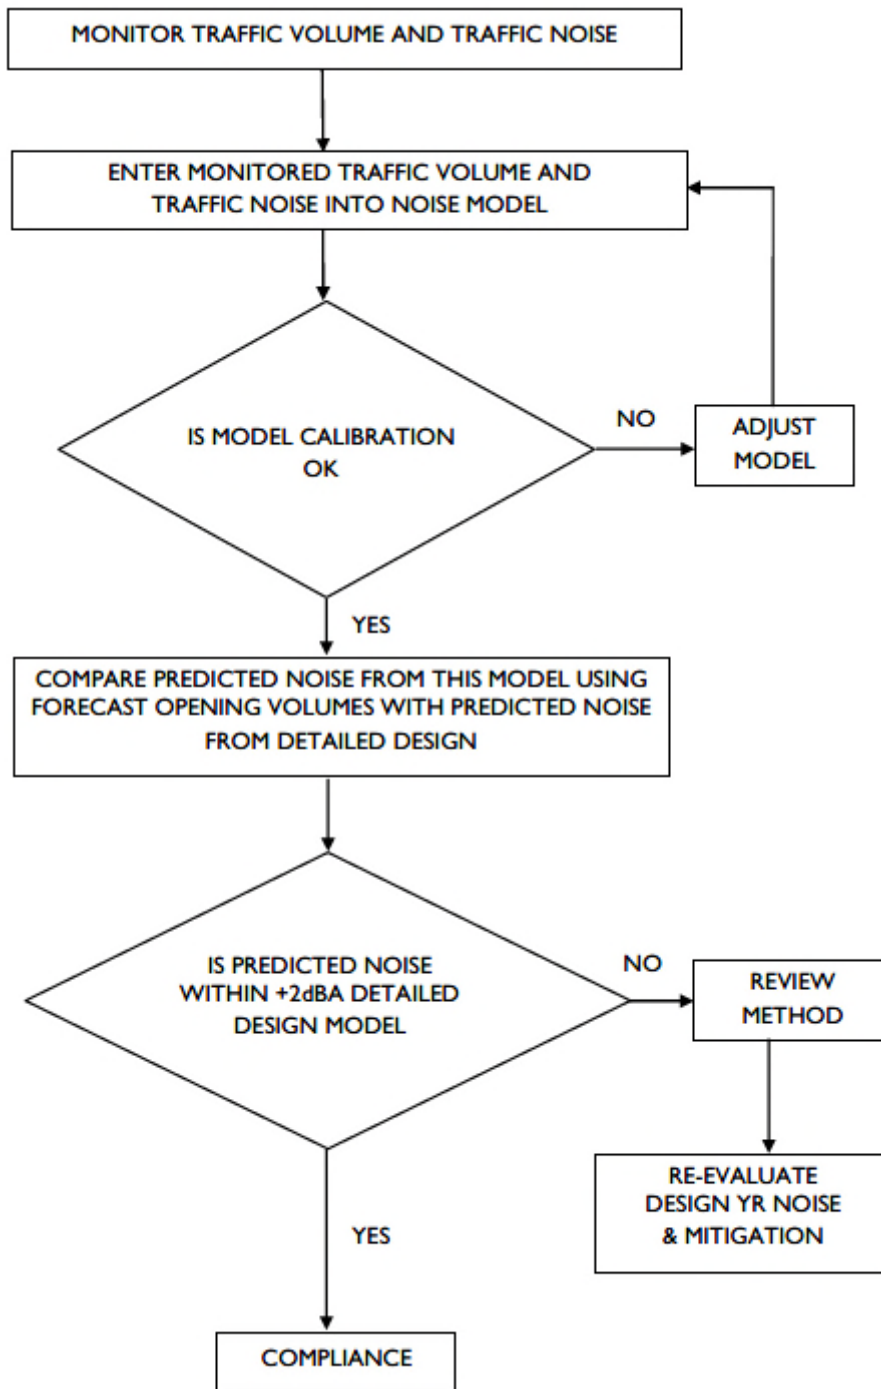 MONITOR TRAFFIC VOLUME AND TRAFFIC NOISE
ENTER MONITORED TRAFFIC VOLUME AND
TRAFFIC NOISE INTO NOISE MODEL
IS MODEL CALIBRATION
OK
NO
ADJUST
MODEL
YES
COMPARE PREDICTED NOISE FROM THIS MODEL USING
FORECAST OPENING VOLUMES WITH PREDICTED NOISE
FROM DETAILED DESIGN
IS PREDICTED NOISE
WITHIN +2dBA DETAILED
DESIGN MODEL
NO
REVIEW
METHOD
RE-EVALUATE
DESIGN YR NOISE
& MITIGATION
YES
COMPLIANCE